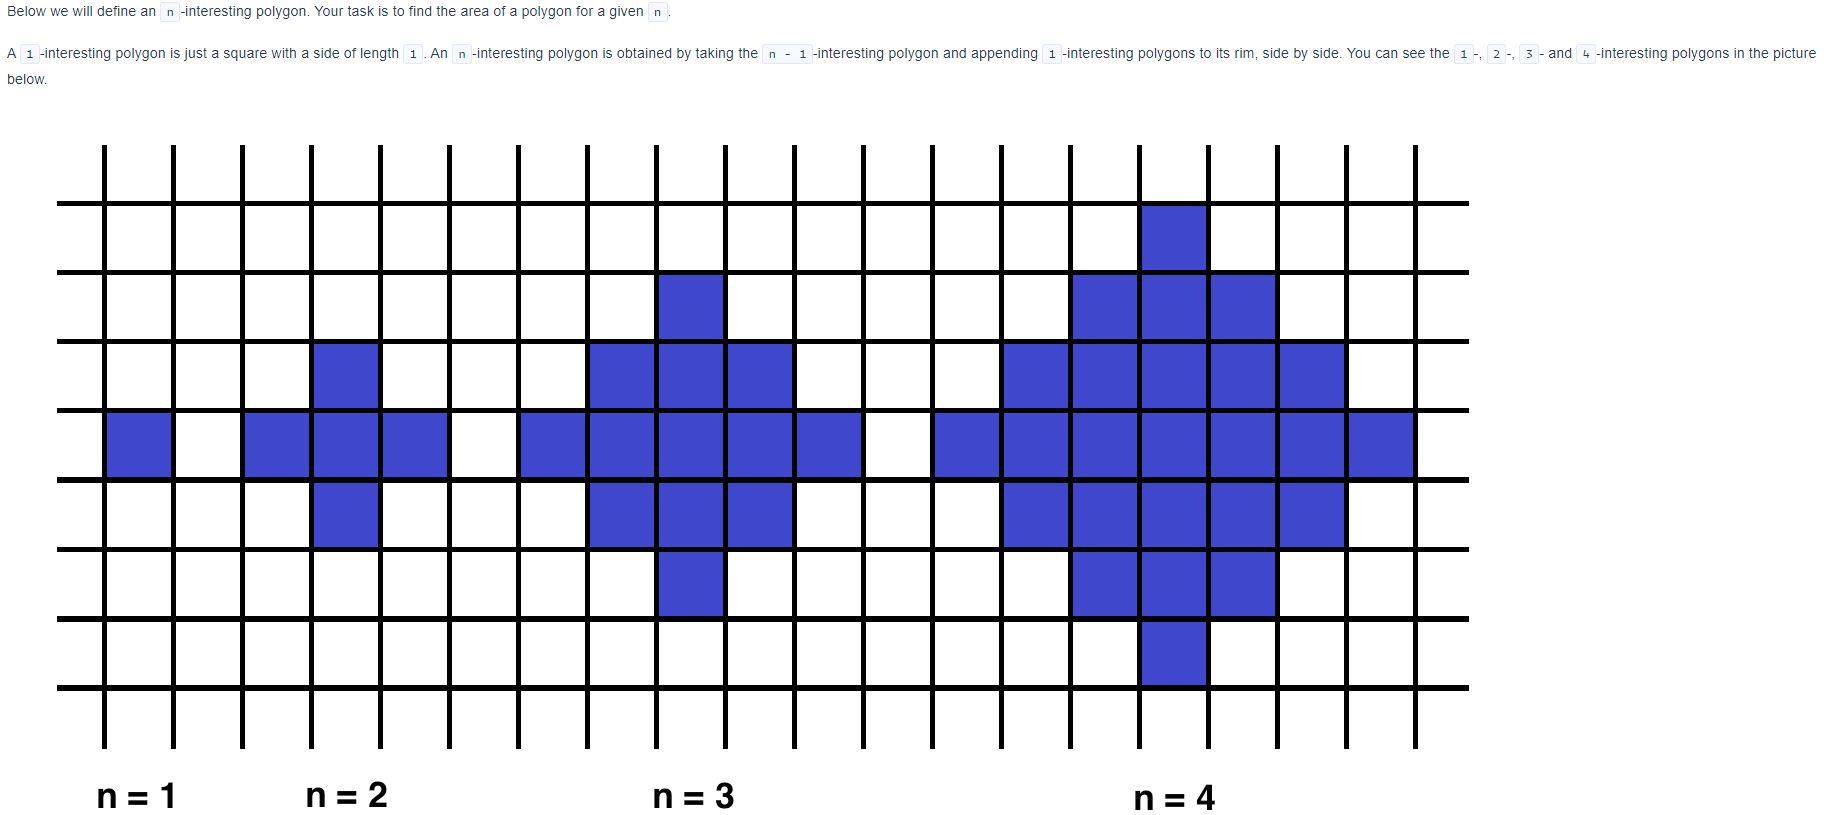 Below we will define an n-interesting polygon. Your task is to find the area of a polygon for a given n.
A 1-interesting polygon is just a square with a side of length 1. An n-interesting polygon is obtained by taking the n - 1-interesting polygon and appending 1-interesting polygons to its rim, side by side. You can see the 1-, 2-, 3- and 4-interesting polygons in the picture
below.
n = 1 n = 2 n = 3 n = 4